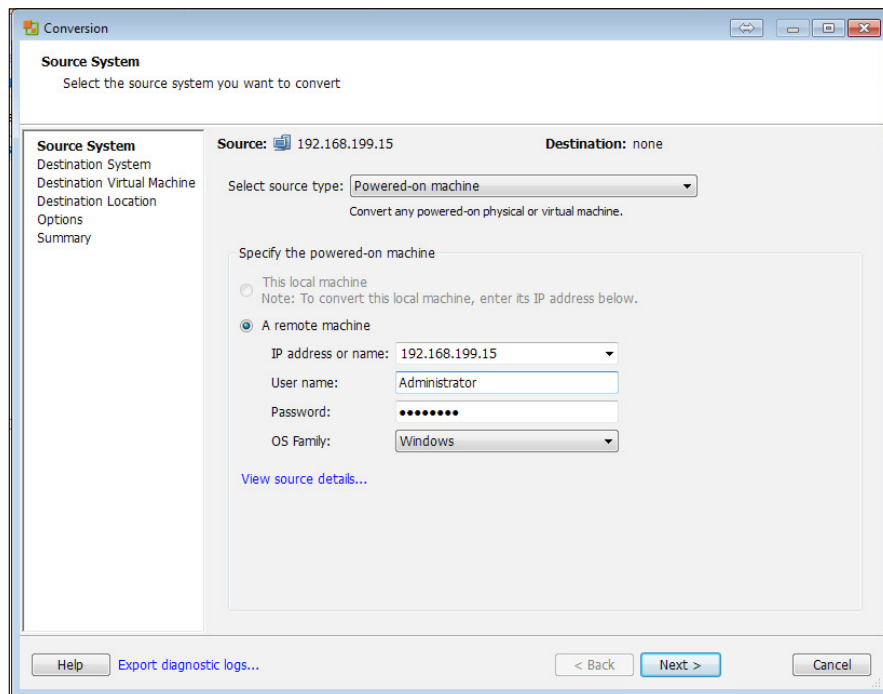 Conversion
Source System
Select the source system you want to convert
Source System
Destination System
Destination Virtual Machine
Destination Location
Options
Summary
Source: 192.168.199.15 Destination: none
Select source type: Powered-on machine
Convert any powered-on physical or virtual machine.
Specify the powered-on machine
This local machine
Note: To convert this local machine, enter its IP address below.
A remote machine
IP address or name: 192.168.199.15
User name: Administrator
Password: ••••••••
OS Family: Windows
View source details...
Help Export diagnostic logs... < Back Next > Cancel